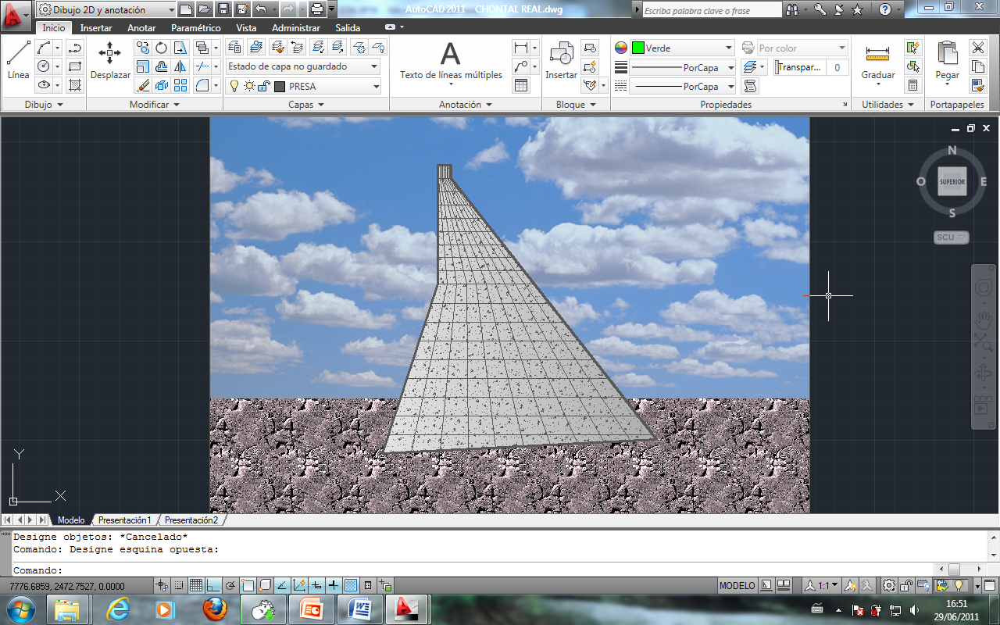 Dibujo 2D y anotación
AutoCAD 2011 CHONTAL REAL.dwg
Escriba palabra clave o frase
Inicio Insertar Anotar Paramétrico Vista Administrar Salida
Línea
Desplazar
Estado de capa no guardado
PRESA
A
Texto de líneas múltiples
Insertar
Verde
PorCapa
PorCapa
Por color
Transpar... 0
Graduar
Pegar
Dibujo Modificar Capas Anotación Bloque Propiedades Utilidades Portapapeles
N
O SUPERIOR E
S
SCU
Y
X
Modelo Presentación1 Presentación2
Designe objetos: *Cancelado*
Comando: Designe esquina opuesta:
Comando:
7776.6859, 2472.7527, 0.0000
MODELO
1:1
16:51
29/06/2011